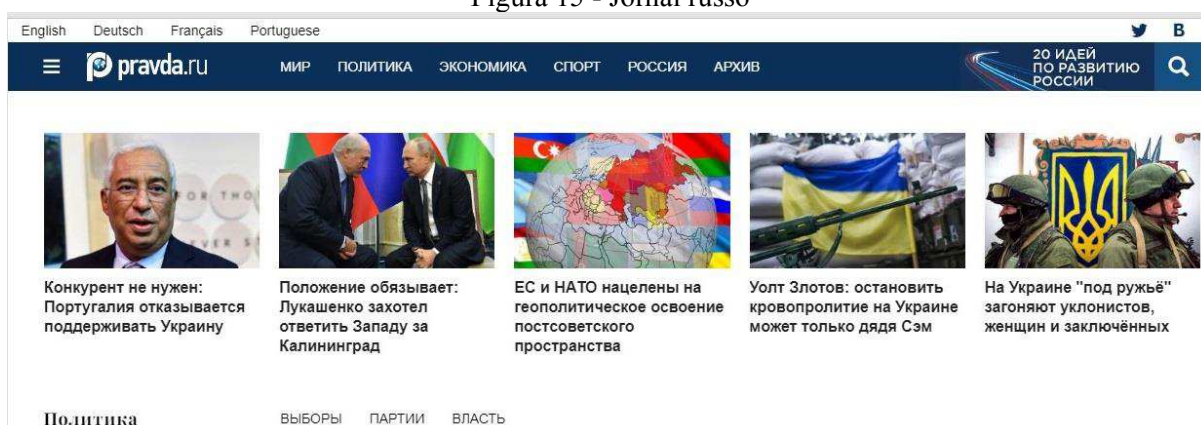 Figura 15 - Jornal russo
English Deutsch Français Portuguese
B
pravda.ru МИР ПОЛИТИКА ЭКОНОМИКА СПОРТ РОССИЯ АРХИВ
20 ИДЕЙ
ПО РАЗВИТИЮ
РОССИИ
OR THO
EVER S
Конкурент не нужен:
Португалия отказывается
поддерживать Украину
Положение обязывает:
Лукашенко захотел
ответить Западу за
Калининград
ЕС и НАТО нацелены на
геополитическое освоение
постсоветского
пространства
Уолт Злотов: остановить
кровопролитие на Украине
может только дядя Сэм
На Украине "под ружьё"
загоняют уклонистов,
женщин и заключённых
Политика ВЫБОРЫ ПАРТИИ ВЛАСТЬ